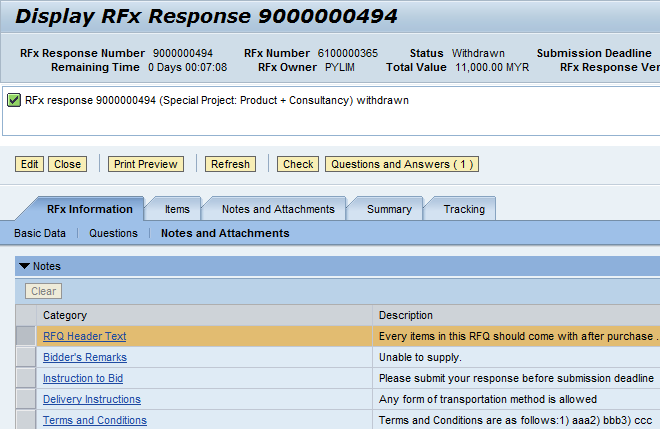 Display RFx Response 9000000494
RFx Response Number 9000000494 RFx Number 6100000365 Status Withdrawn Submission Deadline
Remaining Time 0 Days 00:07:08 RFx Owner PYLIM Total Value 11,000.00 MYR RFx Response Ver
RFx response 9000000494 (Special Project: Product + Consultancy) withdrawn
Edit Close Print Preview Refresh Check Questions and Answers ( 1 )
RFx Information Items Notes and Attachments Summary Tracking
Basic Data Questions Notes and Attachments
Notes
Clear
Category Description
RFQ Header Text Every items in this RFQ should come with after purchase .
Bidder's Remarks Unable to supply.
Instruction to Bid Please submit your response before submission deadline
Delivery Instructions Any form of transportation method is allowed
Terms and Conditions Terms and Conditions are as follows:1) aaa2) bbb3) ccc